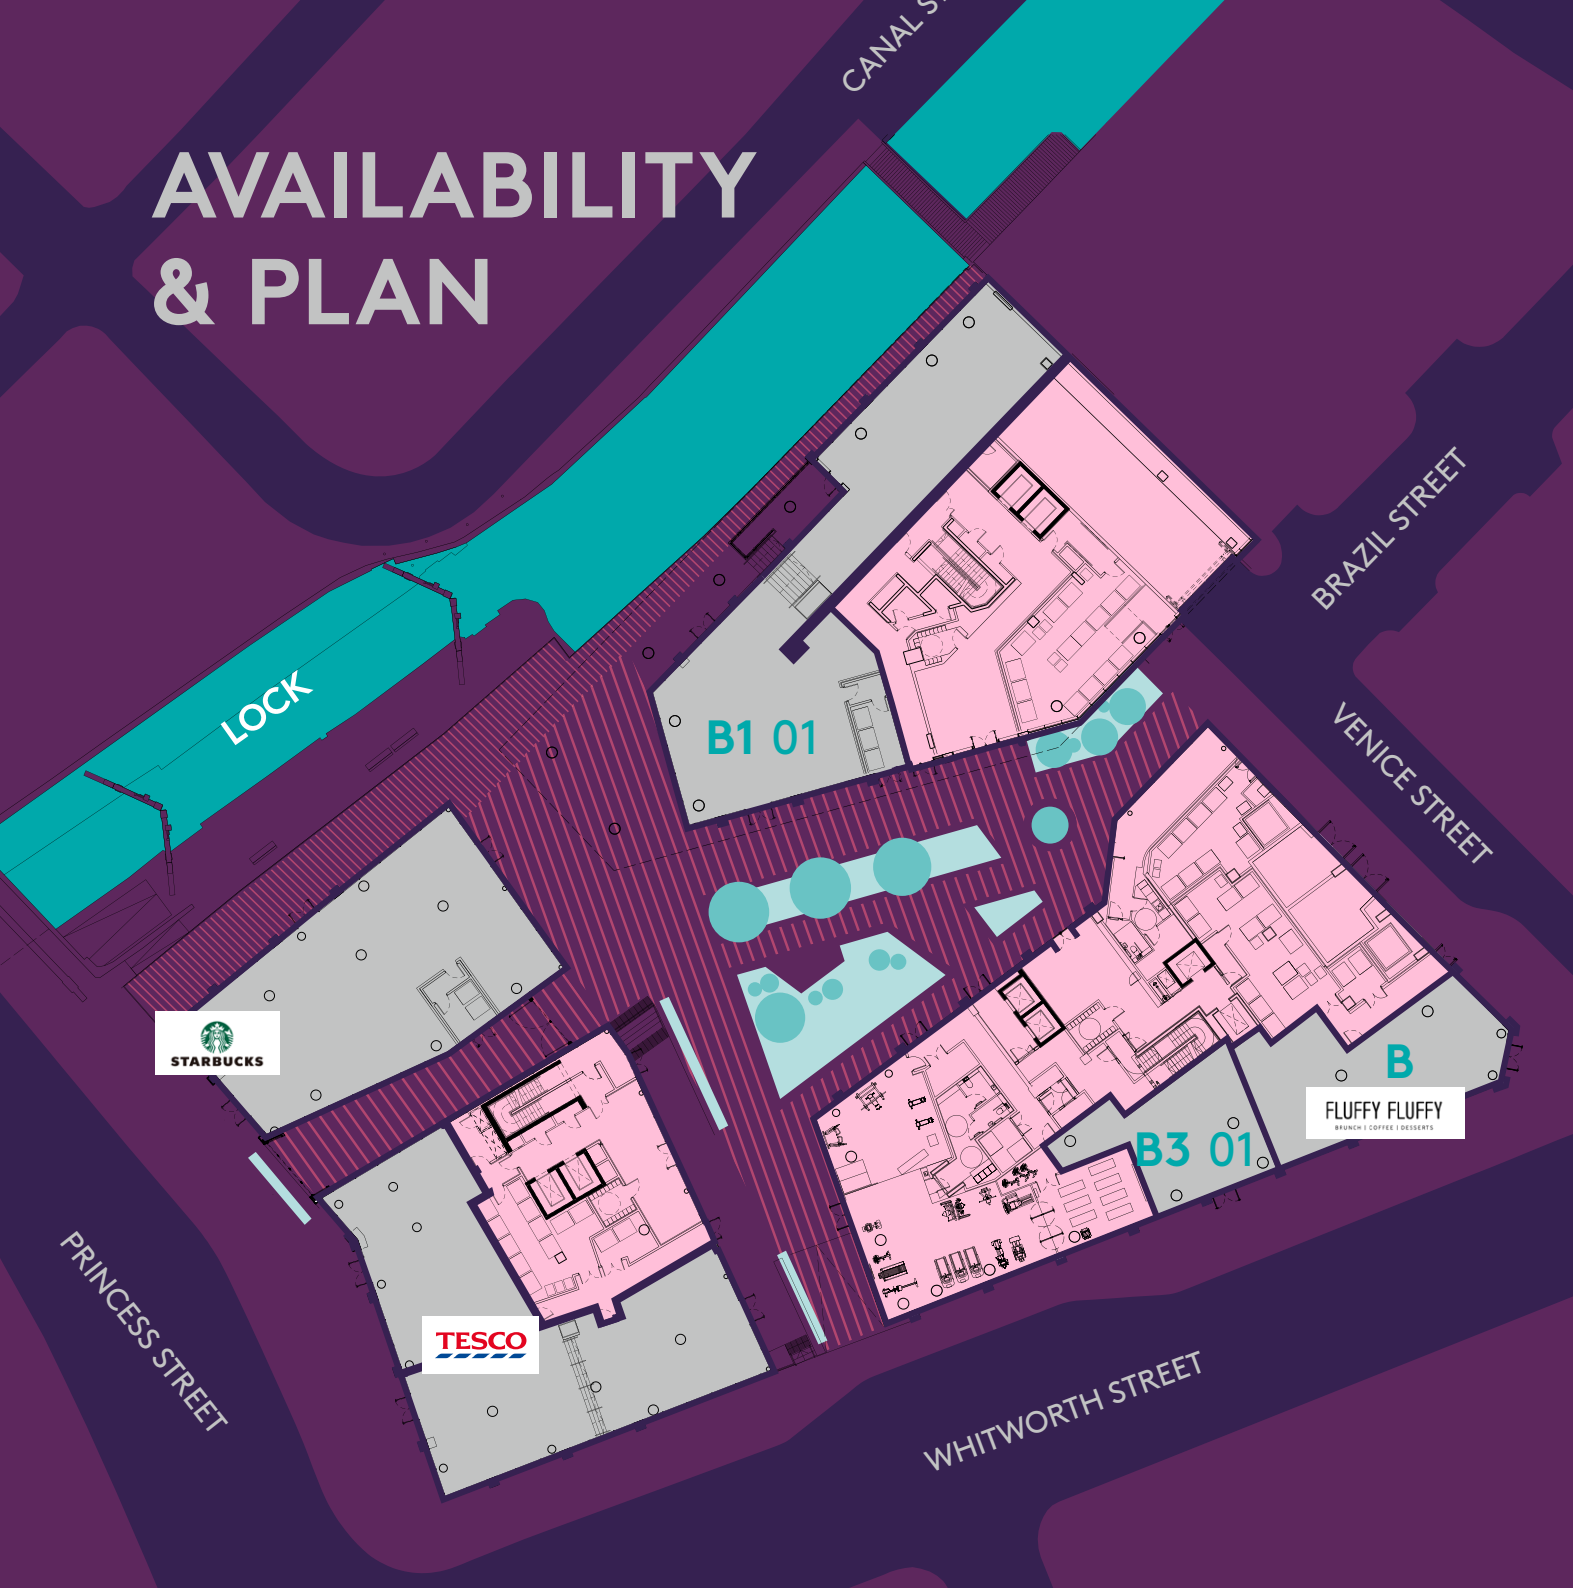 CANAL
AVAILABILITY
& PLAN
BRAZIL STREET
LOCK
B1 01
VENICE STREET
STARBUCKS
B
FLUFFY FLUFFY
BRUNCH | COFFEE | DESSERTS
B3 01
PRINCESS STREET
TESCO
WHITWORTH STREET